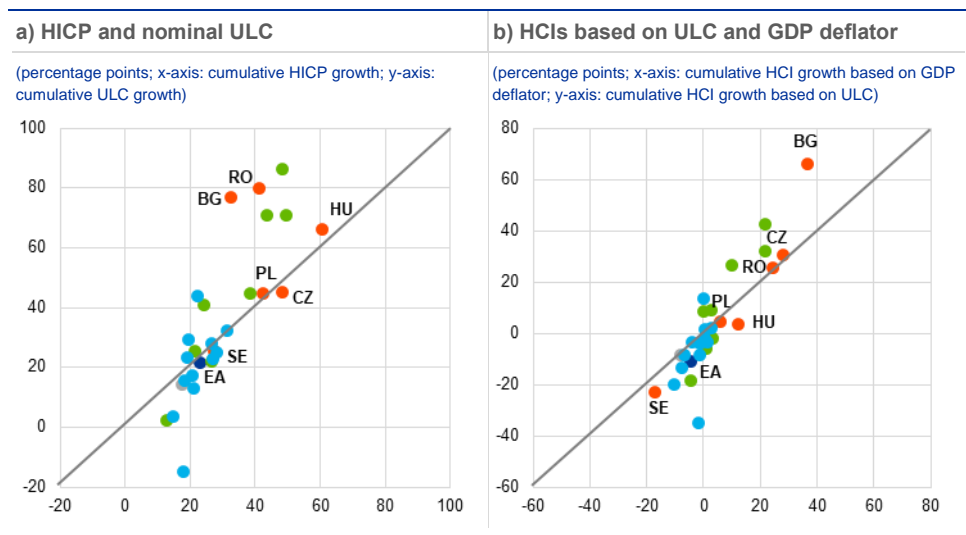 a) HICP and nominal ULC
(percentage points; x-axis: cumulative HICP growth; y-axis:
cumulative ULC growth)
100
80
60
40
20
0
-20
-20 0 20 40 60 80 100
RO
BG
HU
PL
CZ
SE
EA
b) HCIs based on ULC and GDP deflator
(percentage points; x-axis: cumulative HCI growth based on GDP
deflator; y-axis: cumulative HCI growth based on ULC)
80
60
40
20
0
-20
-40
-60
-60 -40 -20 0 20 40 60 80
BG
CZ
RO
PL
HU
EA
SE